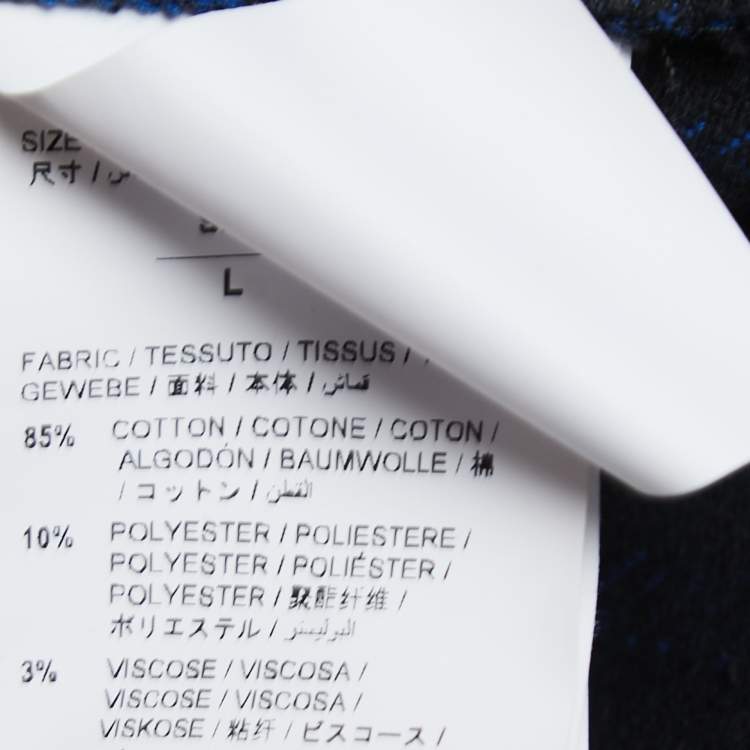 SIZE
尺寸 /
L
FABRIC / TESSUTO / TISSUS /
GEWEBE / 面料 / 本体 / قماش
85% COTTON / COTONE / COTON /
ALGODÓN / BAUMWOLLE / 棉
/ コットン / القطن
10% POLYESTER / POLIESTERE /
POLYESTER / POLIÉSTER /
POLYESTER / 聚酯纤维 /
ポリエステル / البوليستر
3% VISCOSE / VISCOSA /
VISCOSE / VISCOSA /
VISKOSE / 粘纤 / ビスコース /